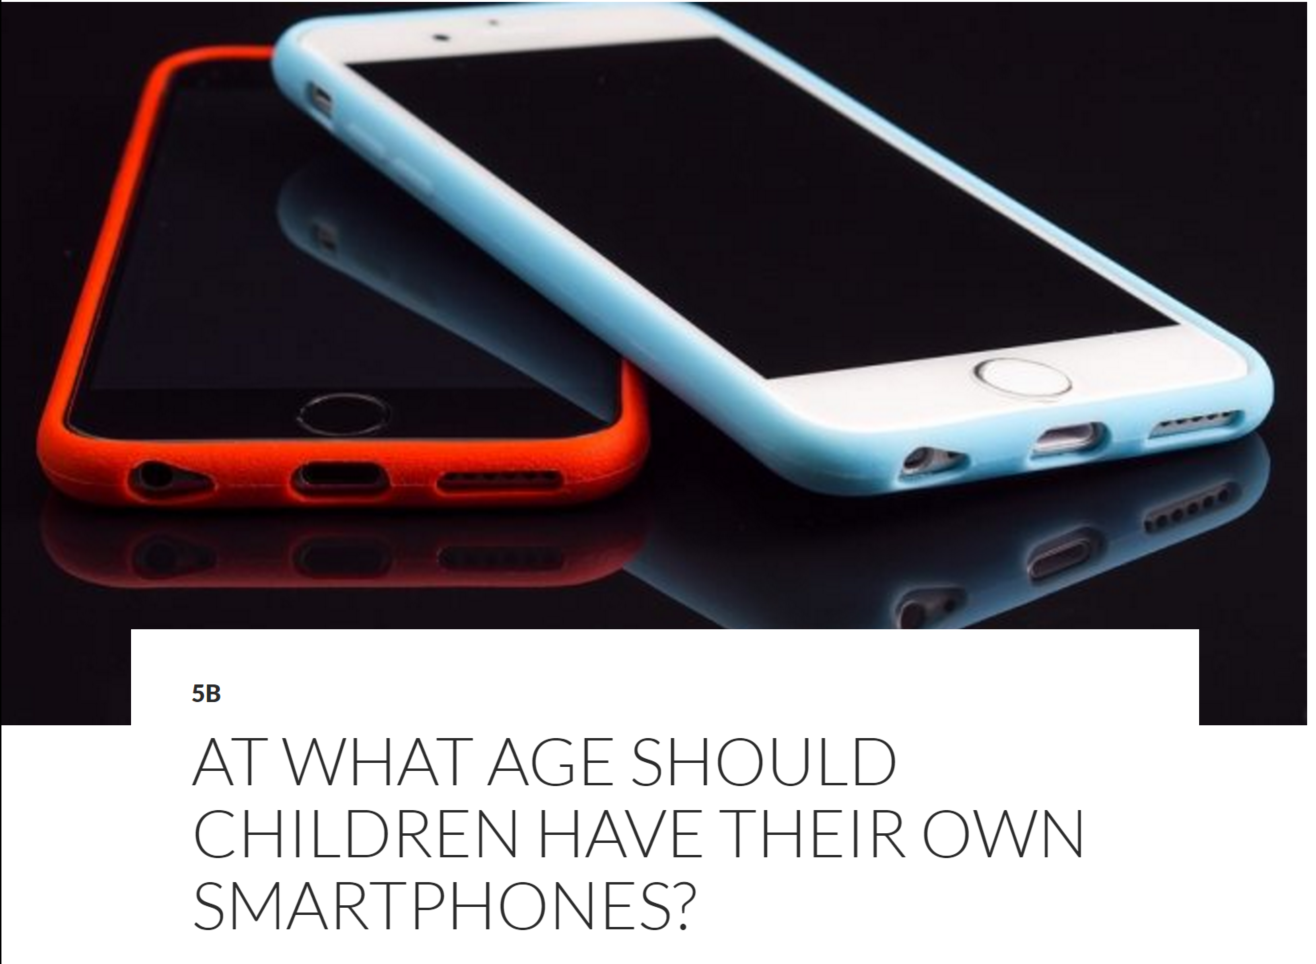 5B
AT WHAT AGE SHOULD
CHILDREN HAVE THEIR OWN
SMARTPHONES?